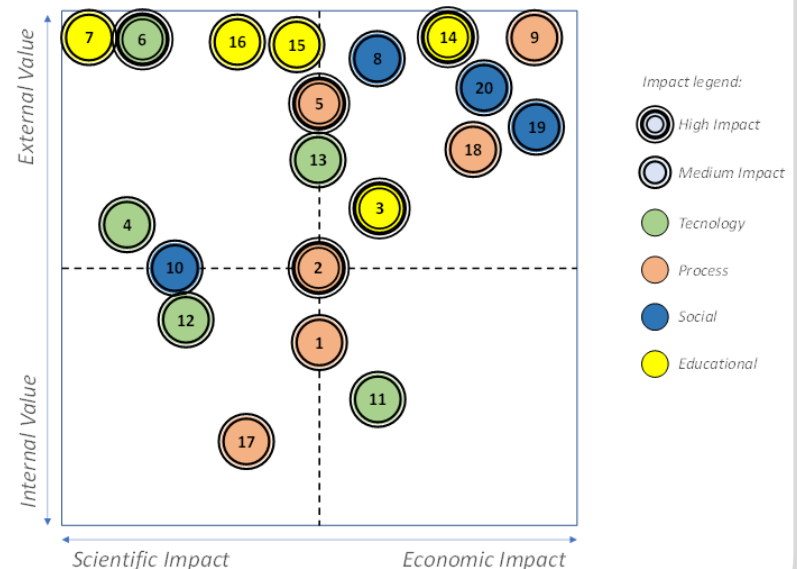 External Value
Internal Value
7
6
16
15
8
14
9
20
5
19
18
13
3
4
10
2
12
1
11
17
Scientific Impact
Economic Impact
Impact legend:
High Impact
Medium Impact
Tecnology
Process
Social
Educational